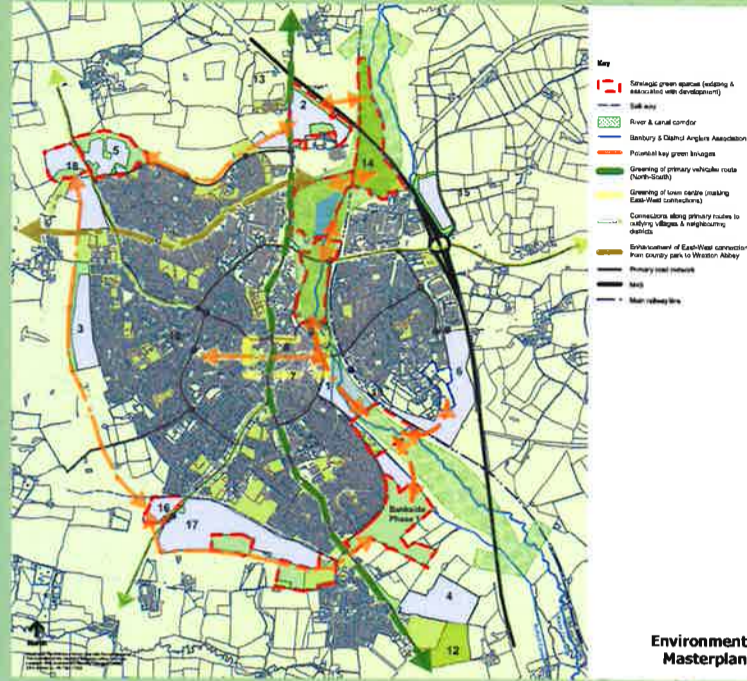 Key
Strategic green spaces (existing &
associated with development)
Salt way
River & canal corridor
Banbury & District Anglers Association
Potential key green linkages
Greening of primary vehicular route
(North-South)
Greening of town centre (making
East-West connections)
Connections along primary routes to
outlying villages & neighbouring
districts
Enhancement of East-West connection
from country park to Wroxton Abbey
Primary road network
M40
Main railway line
13
2
5
18
14
15
3
10
8
7
1
6
16
17
Bankside
Phase 1
4
12
Environment
Masterplan